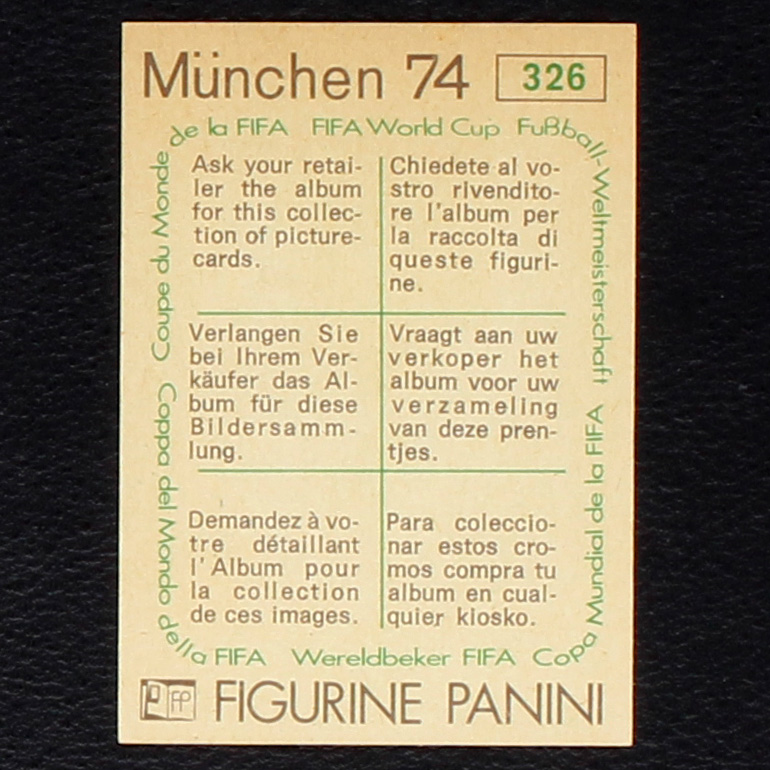 München 74 326
Coupe du Monde de la FIFA FIFA World Cup Fußball-Weltmeisterschaft
Ask your retai-
ler the album
for this collec-
tion of picture-
cards.
Chiedete al vo-
stro rivendito-
re l'album per
la raccolta di
queste figuri-
ne.
Verlangen Sie
bei Ihrem Ver-
käufer das Al-
bum für diese
Bildersamm-
lung.
Vraagt aan uw
verkoper het
album voor uw
verzameling
van deze pren-
tjes.
Demandez à vo-
tre détaillant
l'Album pour
la collection
de ces images.
Para coleccio-
nar estos cro-
mos compra tu
album en cual-
quier kiosko.
Coppa del Mondo della FIFA Wereldbeker FIFA Copa Mundial de la FIFA
FP FIGURINE PANINI